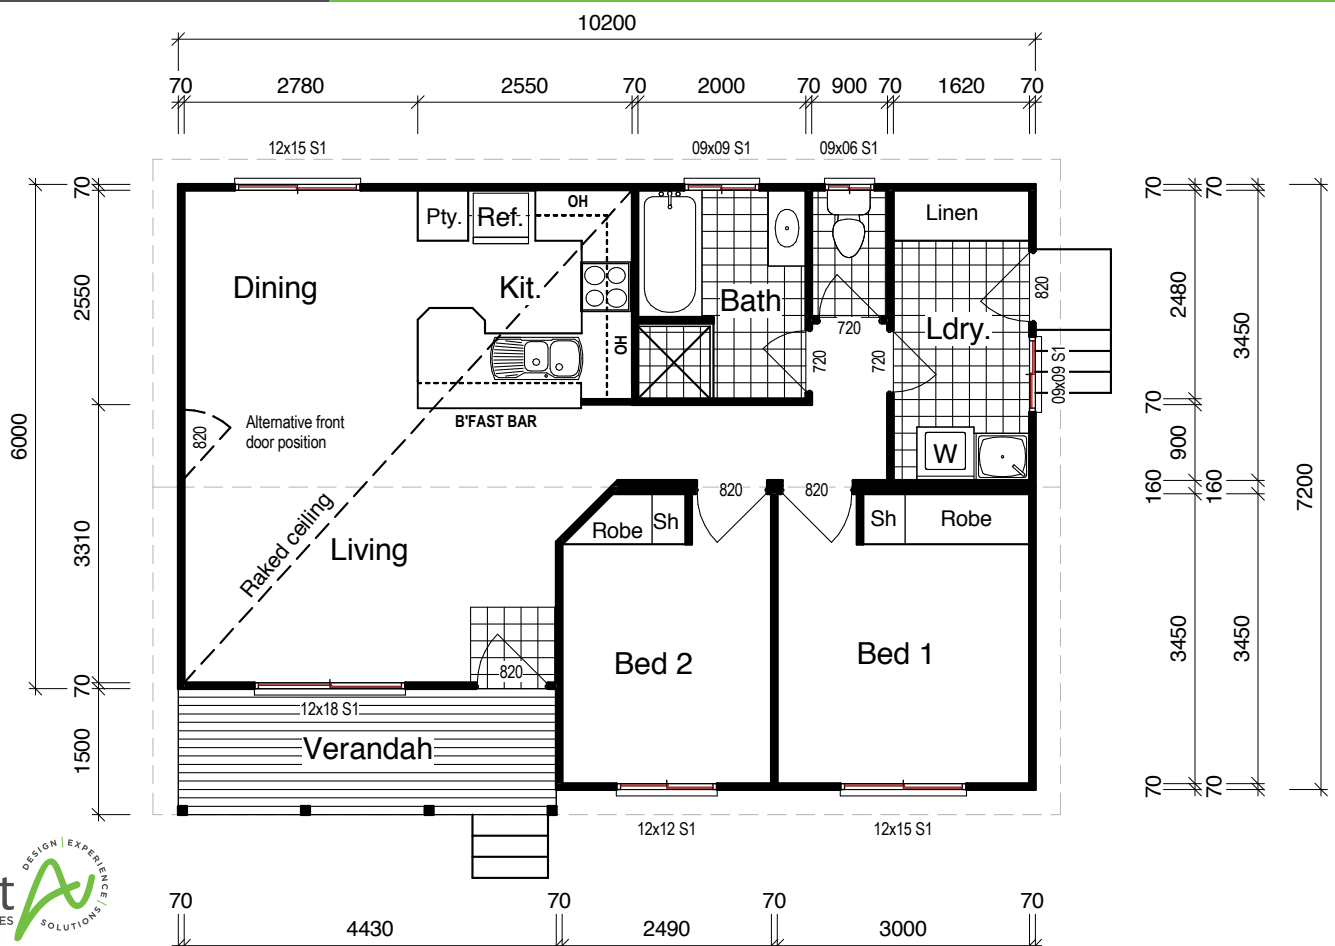 10200
70 2780 2550 70 2000 70 900 70 1620 70
12x15 S1 09x09 S1 09x06 S1
70 2550 3310 70 1500
6000
Pty. Ref. OH
Linen
Dining Kit. Bath Ldry.
820
OH
720
720 720
09x09 S1
B'FAST BAR
820
Alternative front
door position
W
820 820
Robe Sh
Sh Robe
Raked ceiling
Living
Bed 2 Bed 1
820
12x18 S1
Verandah
12x12 S1 12x15 S1
70 2480 70 900 160 3450 70
70 3450 160 3450 70
7200
70 70 70 70
4430 2490 3000
DESIGN | EXPERIENCE | SOLUTIONS
t
ES